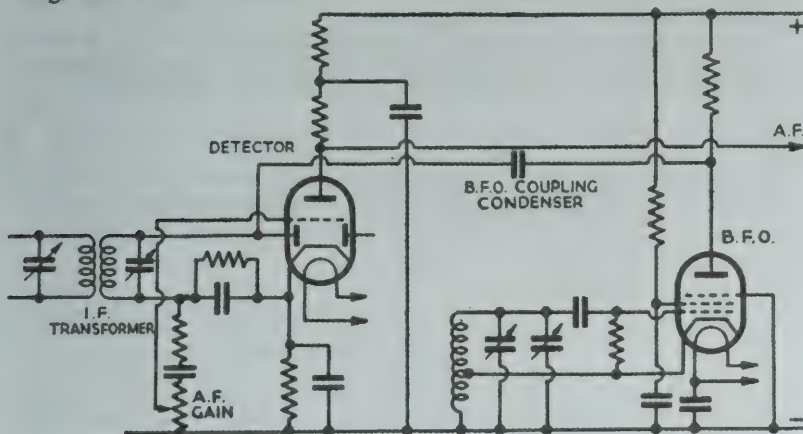 DETECTOR
B.F.O. COUPLING
CONDENSER
A.F.
B.F.O.
I.F.
TRANSFORMER
A.F.
GAIN
+
−